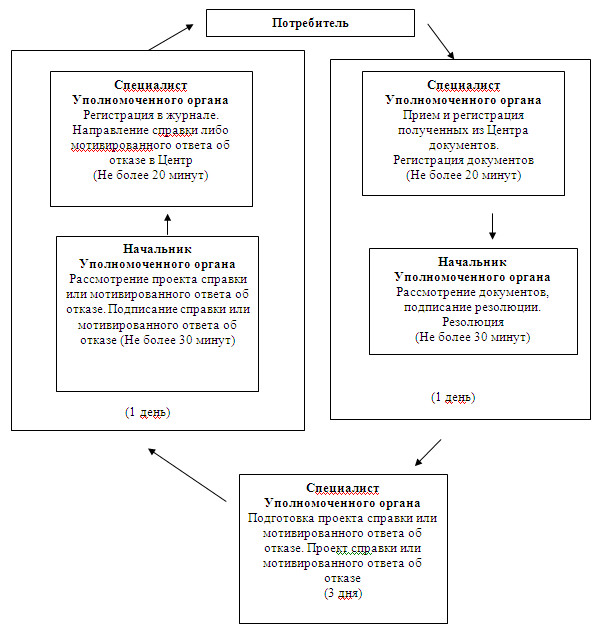 Потребитель
Специалист
Уполномоченного органа
Регистрация в журнале.
Направление справки либо
мотивированного ответа об
отказе в Центр
(Не более 20 минут)
Начальник
Уполномоченного органа
Рассмотрение проекта справки
или мотивированного ответа об
отказе. Подписание справки или
мотивированного ответа об
отказе (Не более 30 минут)
(1 день)
Специалист
Уполномоченного органа
Прием и регистрация
полученных из Центра
документов.
Регистрация документов
(Не более 20 минут)
Начальник
Уполномоченного органа
Рассмотрение документов,
подписание резолюции.
Резолюция
(Не более 30 минут)
(1 день)
Специалист
Уполномоченного органа
Подготовка проекта справки или
мотивированного ответа об
отказе. Проект справки или
мотивированного ответа об
отказе
(3 дня)